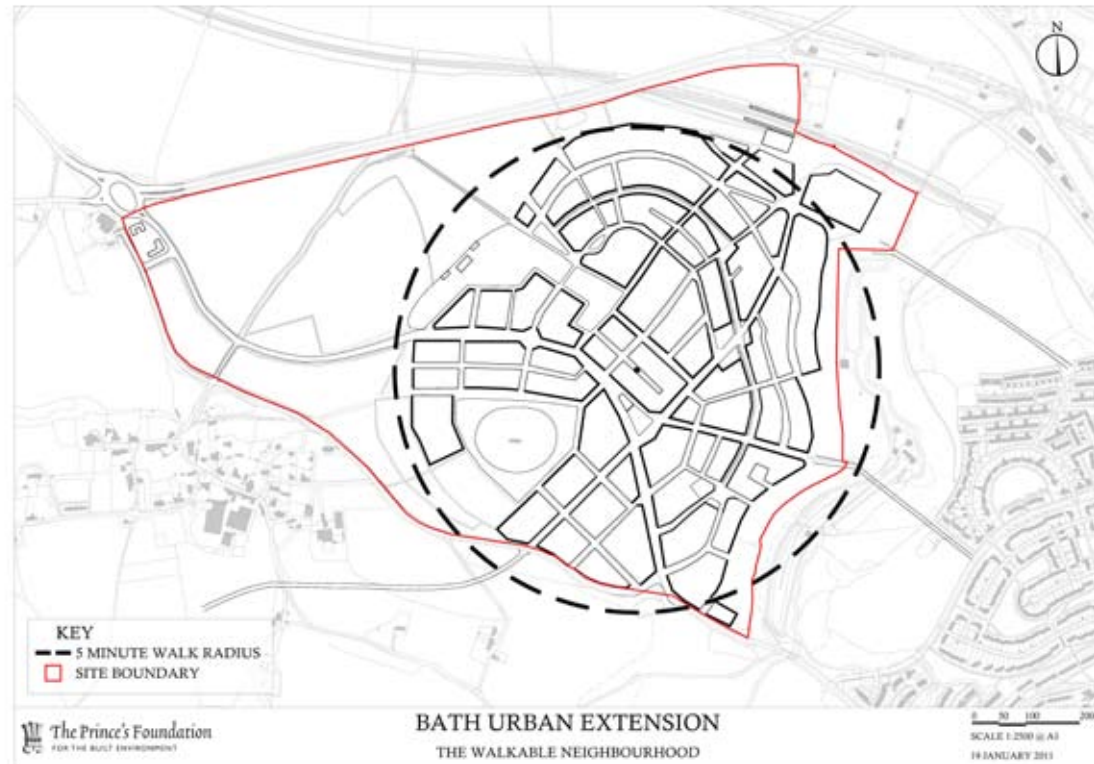 N
KEY
5 MINUTE WALK RADIUS
SITE BOUNDARY
The Prince's Foundation
FOR THE BUILT ENVIRONMENT
BATH URBAN EXTENSION
THE WALKABLE NEIGHBOURHOOD
0 50 100 200
SCALE 1:2500 @ A1
19 JANUARY 2011